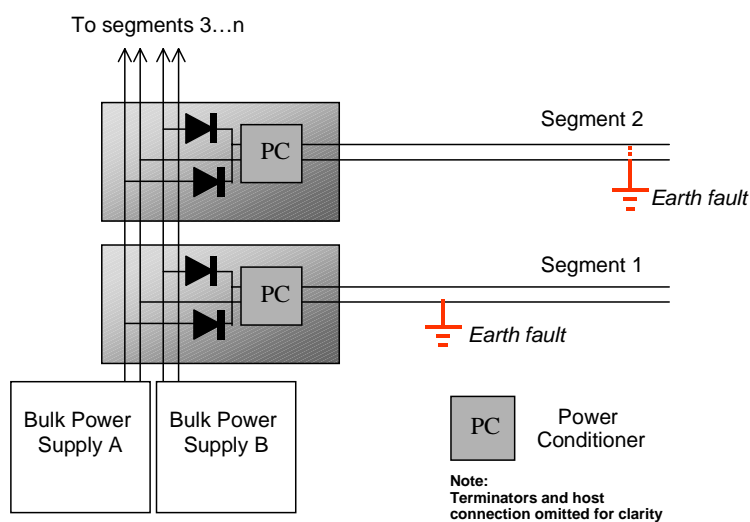 To segments 3…n
Segment 2
PC
Earth fault
Segment 1
PC
Earth fault
Bulk Power
Supply A
Bulk Power
Supply B
PC
Power
Conditioner
Note:
Terminators and host
connection omitted for clarity